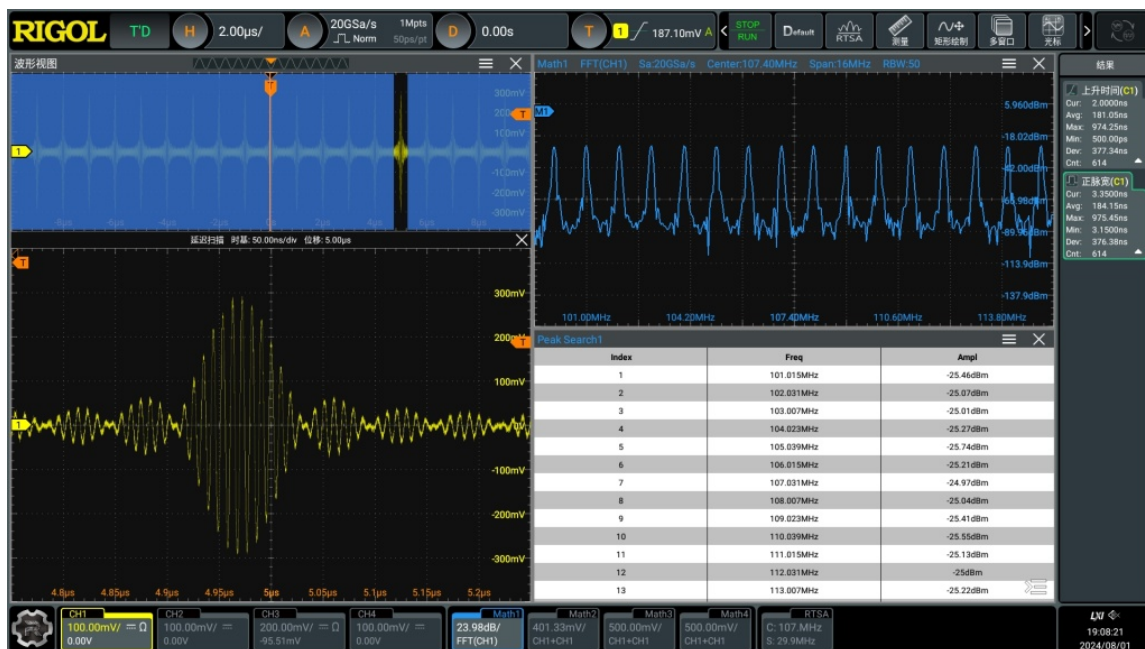 RIGOL T'D H 2.00μs/ A 20GSa/s Norm 1Mpts 50ps/pt D 0.00s T 1 187.10mV A STOP RUN Default RTSA 测量 矩形绘制 多窗口 光标
波形视图
300mV
200
100mV
-100mV
-200mV
-300mV
-8μs -6μs -4μs -2μs 0s 2μs 4μs 6μs 8μs
延迟扫描 时基: 50.00ns/div 位移: 5.00μs
300mV
200mV
100mV
0V
-100mV
-200mV
-300mV
4.8μs 4.85μs 4.9μs 4.95μs 5μs 5.05μs 5.1μs 5.15μs 5.2μs
Math1 FFT(CH1) Sa:20GSa/s Center:107.40MHz Span:16MHz RBW:50
M1
5.960dBm
-18.02dBm
-42.00dBm
-65.98dBm
-89.96dBm
-113.9dBm
-137.9dBm
101.00MHz 104.20MHz 107.40MHz 110.60MHz 113.80MHz
Peak Search1
Index Freq Ampl
1 101.015MHz -25.46dBm
2 102.031MHz -25.07dBm
3 103.007MHz -25.01dBm
4 104.023MHz -25.27dBm
5 105.039MHz -25.74dBm
6 106.015MHz -25.21dBm
7 107.031MHz -24.97dBm
8 108.007MHz -25.04dBm
9 109.023MHz -25.41dBm
10 110.039MHz -25.55dBm
11 111.015MHz -25.13dBm
12 112.031MHz -25dBm
13 113.007MHz -25.22dBm
结果
上升时间(C1)
Cur: 2.0000ns
Avg: 181.05ns
Max: 974.25ns
Min: 500.00ps
Dev: 377.34ns
Cnt: 614
正脉宽(C1)
Cur: 3.3500ns
Avg: 184.15ns
Max: 975.45ns
Min: 3.1500ns
Dev: 376.38ns
Cnt: 614
CH1 100.00mV/ Ω 0.00V
CH2 100.00mV/ 0.00V
CH3 200.00mV/ Ω -95.51mV
CH4 100.00mV/ 0.00V
Math1 23.98dB/ FFT(CH1)
Math2 401.33mV/ CH1+CH1
Math3 500.00mV/ CH1+CH1
Math4 500.00mV/ CH1+CH1
RTSA C: 107.MHz S: 29.9MHz
LXI
19:08:21
2024/08/01